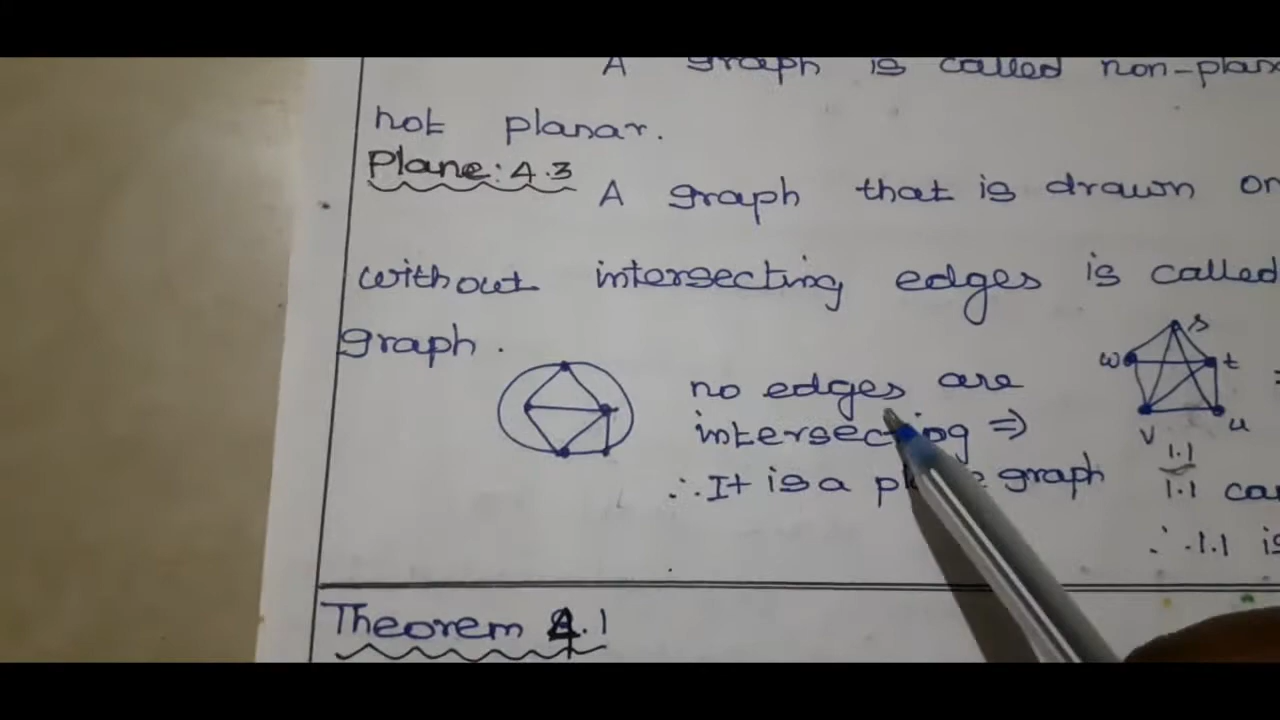 A graph is called non-plan
not planar.
Plane: 4.3
A graph that is drawn on
without intersecting edges is called
graph.
no edges are
intersecting ⇒
∴ It is a graph
s
w
t
v
u
1.1
1.1 ca
∴ 1.1 is
Theorem 4.1